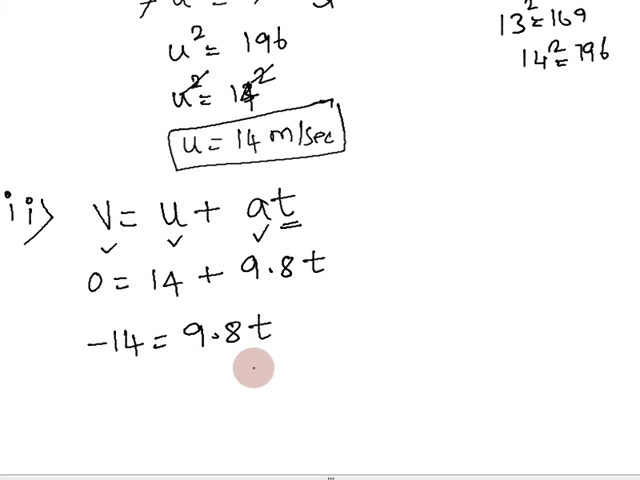 u² = 196
u² = 14²
u = 14 m/sec
13² = 169
14² = 196
ii) V = u + at
0 = 14 + 9.8t
-14 = 9.8t